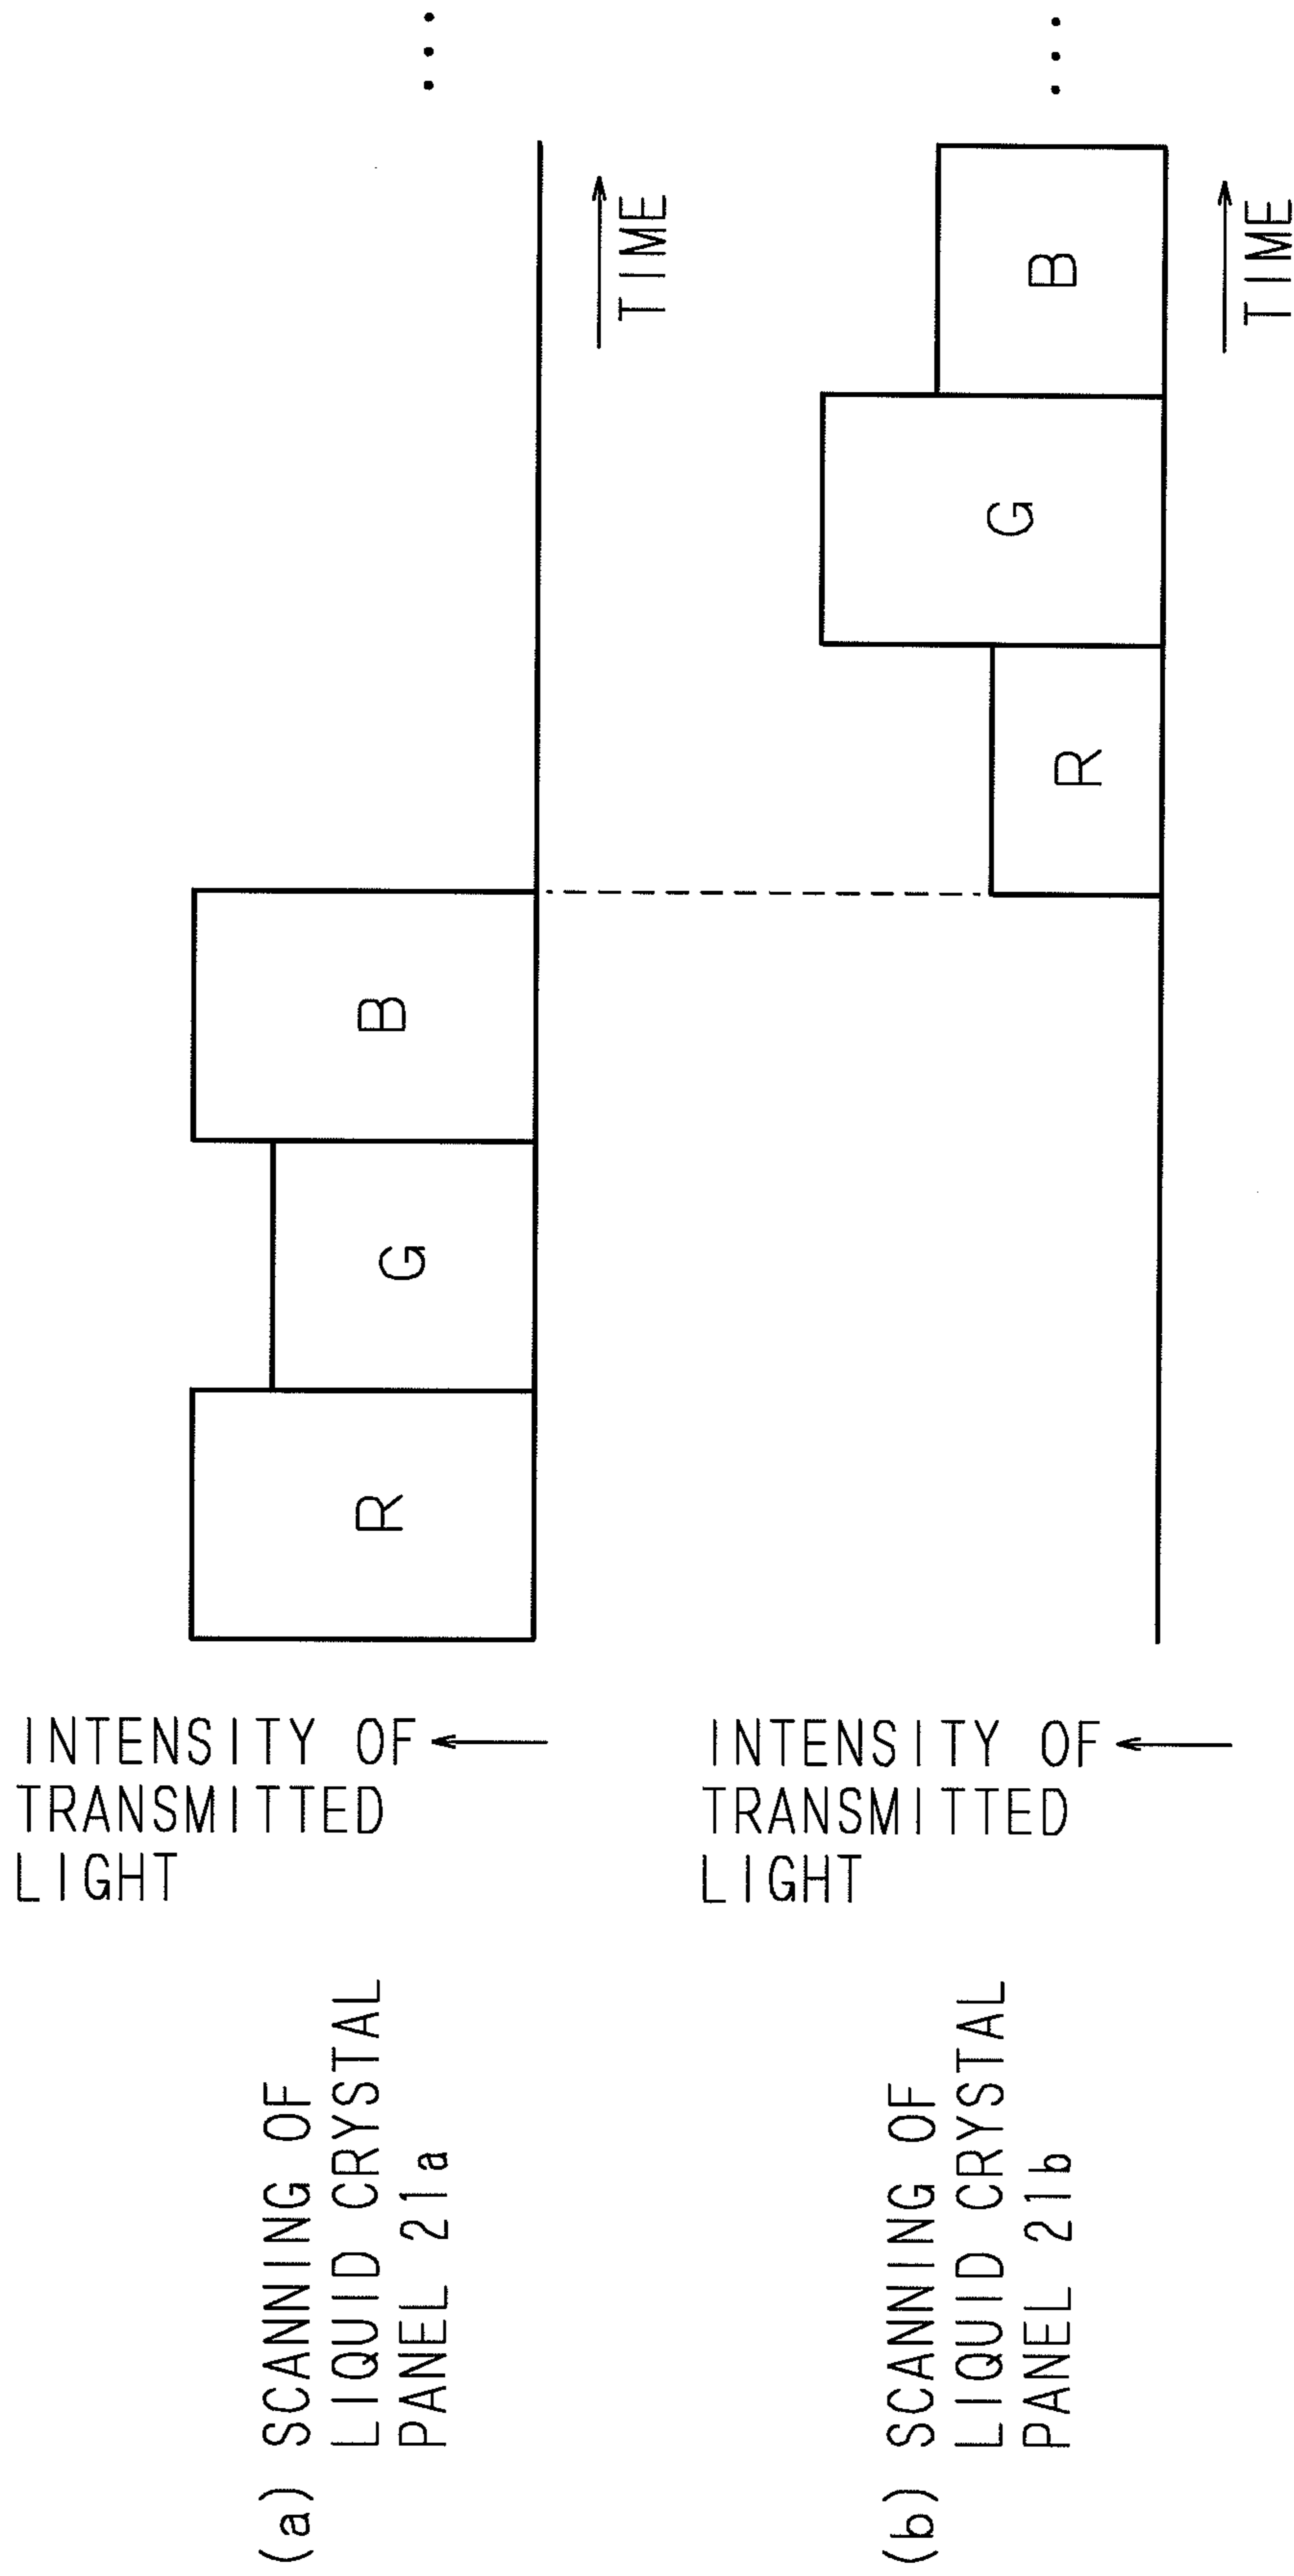 (a) SCANNING OF
LIQUID CRYSTAL
PANEL 21a
INTENSITY OF
TRANSMITTED
LIGHT
R
G
B
TIME
...
(b) SCANNING OF
LIQUID CRYSTAL
PANEL 21b
INTENSITY OF
TRANSMITTED
LIGHT
R
G
B
TIME
...